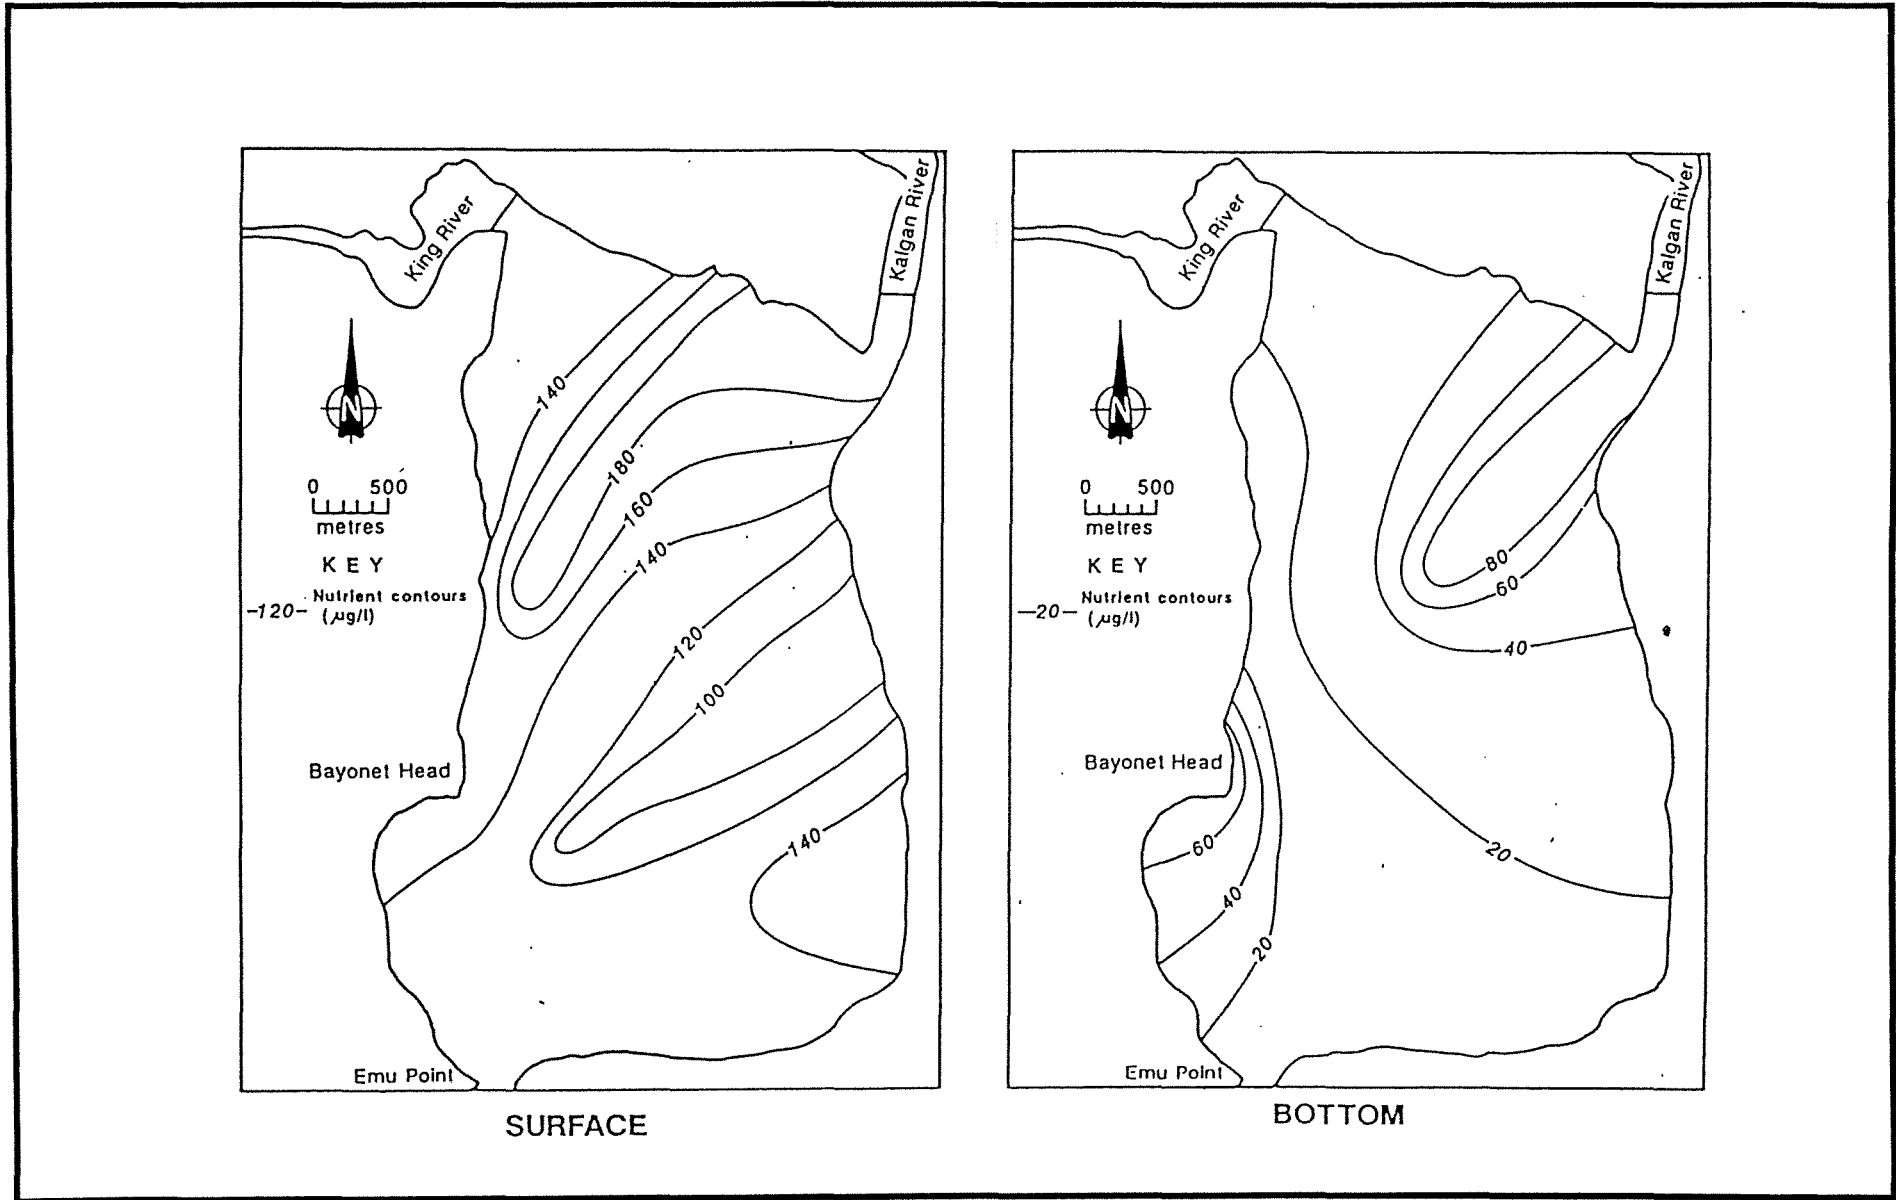 King River
Kalgan River
N
0 500
metres
KEY
-120- Nutrient contours
(µg/l)
140
180
160
140
120
100
140
Bayonet Head
Emu Point
SURFACE
King River
Kalgan River
N
0 500
metres
KEY
—20— Nutrient contours
(µg/l)
80
60
40
20
60
40
20
Bayonet Head
Emu Point
BOTTOM